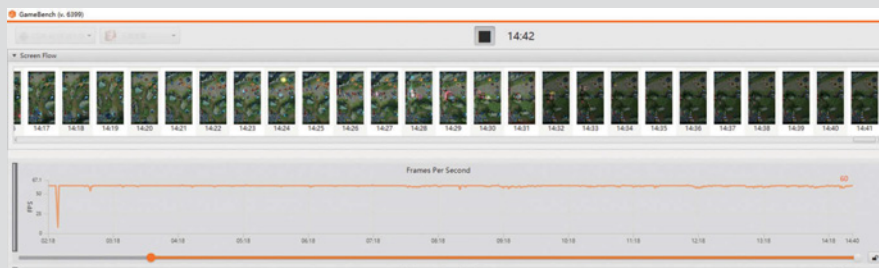 GameBench (v. 6399)
14:42
Screen Flow
14:17 14:18 14:19 14:20 14:21 14:22 14:23 14:24 14:25 14:26 14:27 14:28 14:29 14:30 14:31 14:32 14:33 14:34 14:35 14:36 14:37 14:38 14:39 14:40 14:41
Frames Per Second
60
FPS
0
02:18 03:18 04:18 05:18 06:18 07:18 08:18 09:18 10:18 11:18 12:18 13:18 14:18 14:40